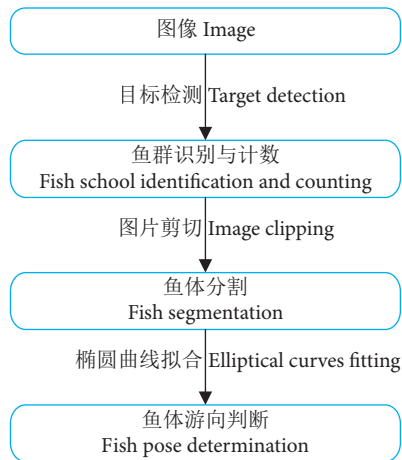 图像 Image
目标检测 Target detection
鱼群识别与计数
Fish school identification and counting
图片剪切 Image clipping
鱼体分割
Fish segmentation
椭圆曲线拟合 Elliptical curves fitting
鱼体游向判断
Fish pose determination